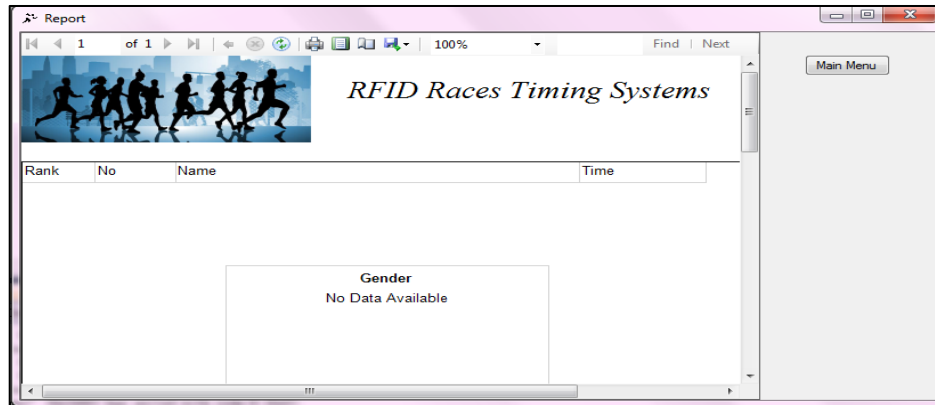 Report
1 of 1 100% Find | Next
Main Menu
RFID Races Timing Systems
Rank No Name Time
Gender
No Data Available